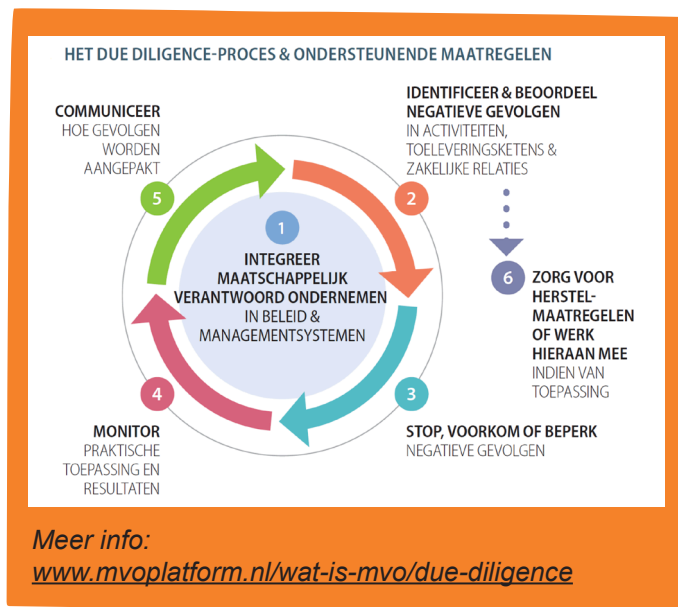 HET DUE DILIGENCE-PROCES & ONDERSTEUNENDE MAATREGELEN
1
INTEGREER
MAATSCHAPPELIJK
VERANTWOORD ONDERNEMEN
IN BELEID &
MANAGEMENTSYSTEMEN
2
IDENTIFICEER & BEOORDEEL
NEGATIEVE GEVOLGEN
IN ACTIVITEITEN,
TOELEVERINGSKETENS &
ZAKELIJKE RELATIES
3
STOP, VOORKOM OF BEPERK
NEGATIEVE GEVOLGEN
4
MONITOR
PRAKTISCHE
TOEPASSING EN
RESULTATEN
5
COMMUNICEER
HOE GEVOLGEN
WORDEN
AANGEPAKT
6
ZORG VOOR
HERSTEL-
MAATREGELEN
OF WERK
HIERAAN MEE
INDIEN VAN
TOEPASSING
Meer info:
www.mvoplatform.nl/wat-is-mvo/due-diligence